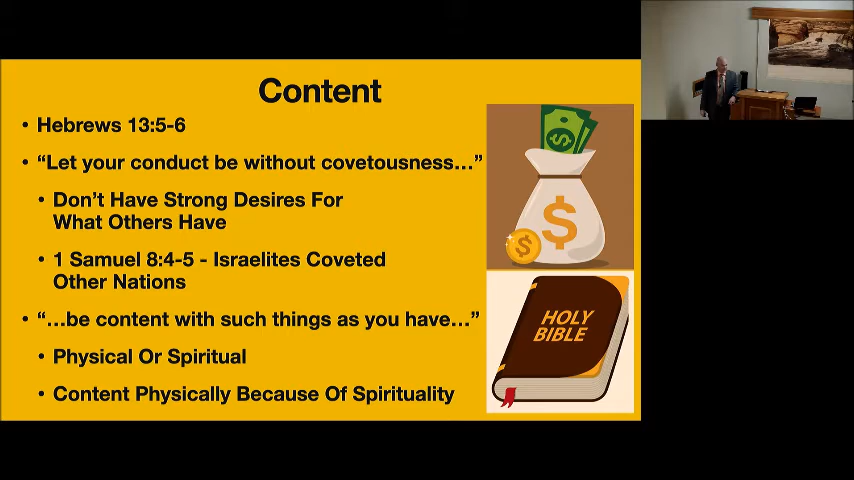 Content
• Hebrews 13:5-6
• “Let your conduct be without covetousness…”
• Don’t Have Strong Desires For
What Others Have
• 1 Samuel 8:4-5 - Israelites Coveted
Other Nations
• “…be content with such things as you have…”
• Physical Or Spiritual
• Content Physically Because Of Spirituality
$
$
$
HOLY
BIBLE